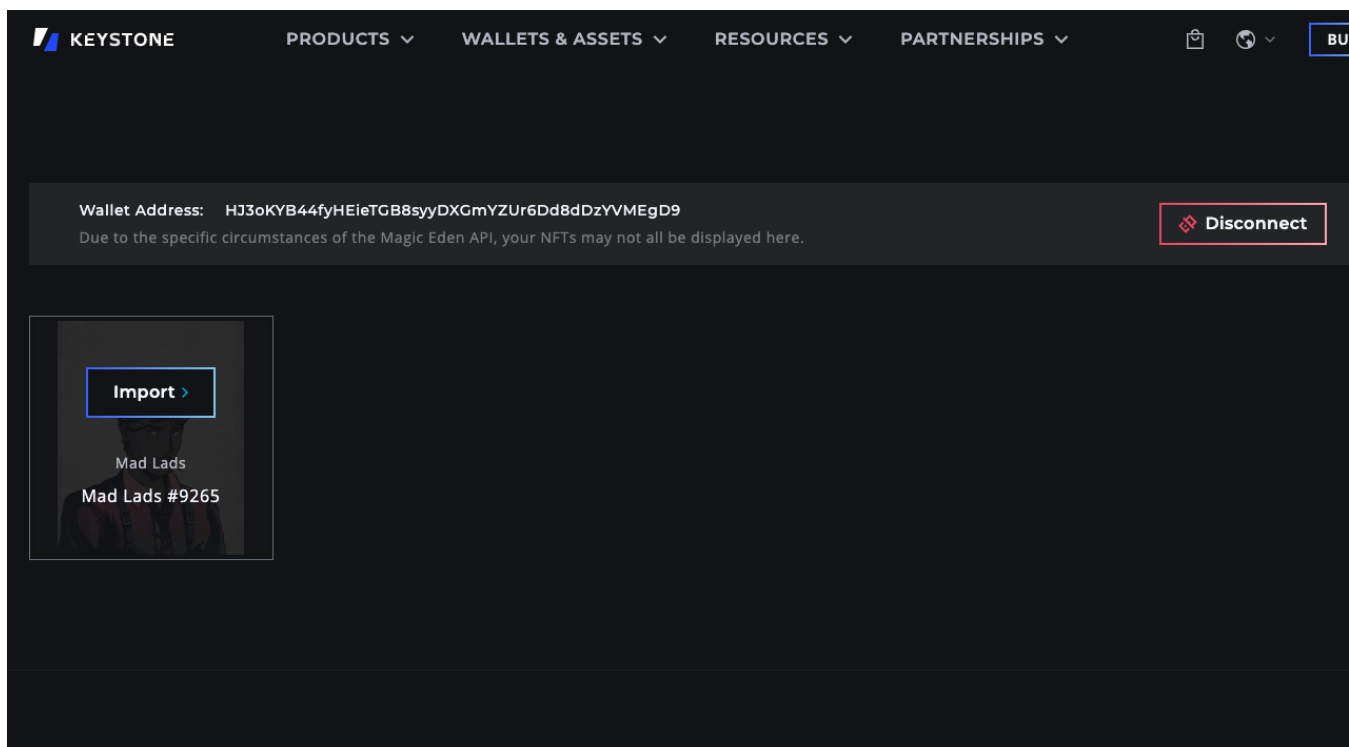 KEYSTONE PRODUCTS WALLETS & ASSETS RESOURCES PARTNERSHIPS BU
Wallet Address: HJ3oKYB44fyHEieTGB8syyDXGmYZUr6Dd8dDzYVMEgD9
Due to the specific circumstances of the Magic Eden API, your NFTs may not all be displayed here.
Disconnect
Import
Mad Lads
Mad Lads #9265